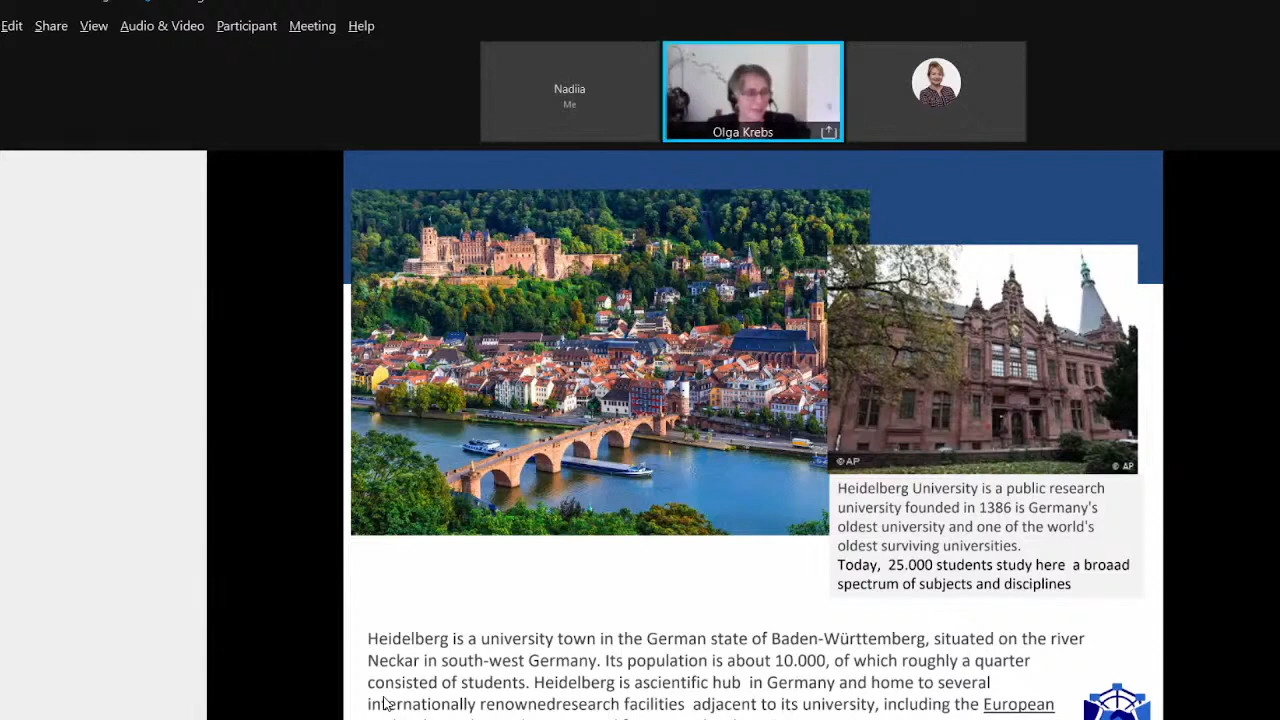 Edit Share View Audio & Video Participant Meeting Help
Nadiia
Me
Olga Krebs
© AP
© AP
Heidelberg University is a public research
university founded in 1386 is Germany's
oldest university and one of the world's
oldest surviving universities.
Today, 25.000 students study here a broaad
spectrum of subjects and disciplines
Heidelberg is a university town in the German state of Baden-Württemberg, situated on the river
Neckar in south-west Germany. Its population is about 10.000, of which roughly a quarter
consisted of students. Heidelberg is ascientific hub in Germany and home to several
internationally renownedresearch facilities adjacent to its university, including the European